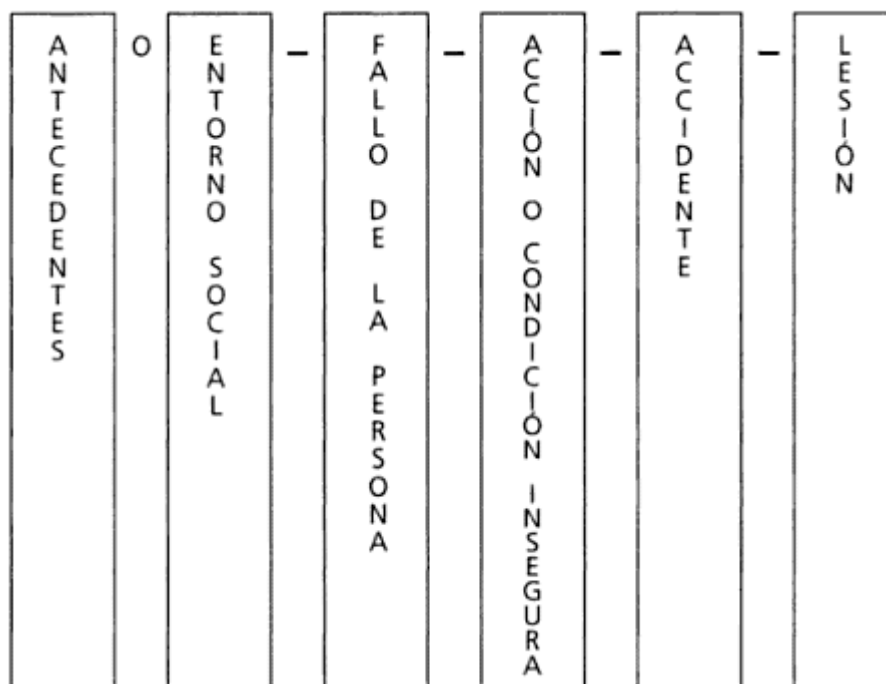 ANTECEDENTES
O
ENTORNO SOCIAL
–
FALLO DE LA PERSONA
–
ACCIÓN O CONDICIÓN INSEGURA
–
ACCIDENTE
–
LESIÓN